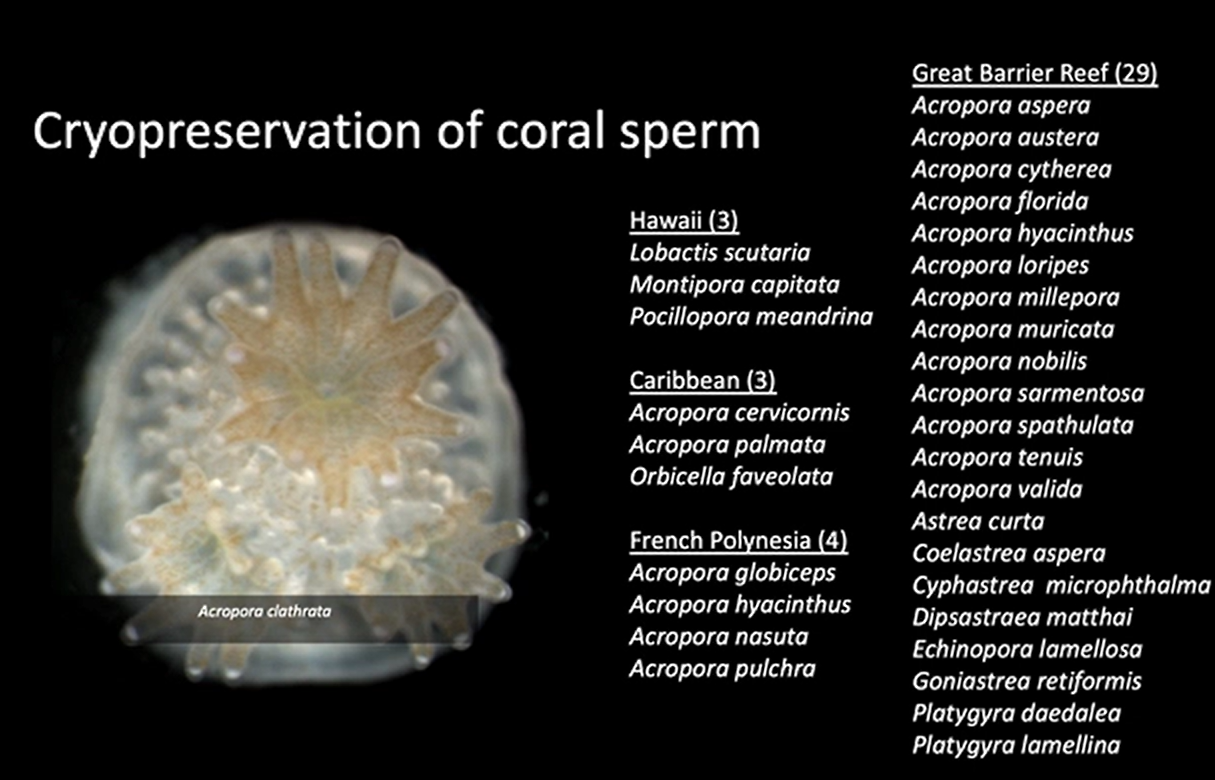 Cryopreservation of coral sperm
Acropora clathrata
Hawaii (3)
Lobactis scutaria
Montipora capitata
Pocillopora meandrina
Caribbean (3)
Acropora cervicornis
Acropora palmata
Orbicella faveolata
French Polynesia (4)
Acropora globiceps
Acropora hyacinthus
Acropora nasuta
Acropora pulchra
Great Barrier Reef (29)
Acropora aspera
Acropora austera
Acropora cytherea
Acropora florida
Acropora hyacinthus
Acropora loripes
Acropora millepora
Acropora muricata
Acropora nobilis
Acropora sarmentosa
Acropora spathulata
Acropora tenuis
Acropora valida
Astrea curta
Coelastrea aspera
Cyphastrea  microphthalma
Dipsastraea matthai
Echinopora lamellosa
Goniastrea retiformis
Platygyra daedalea
Platygyra lamellina